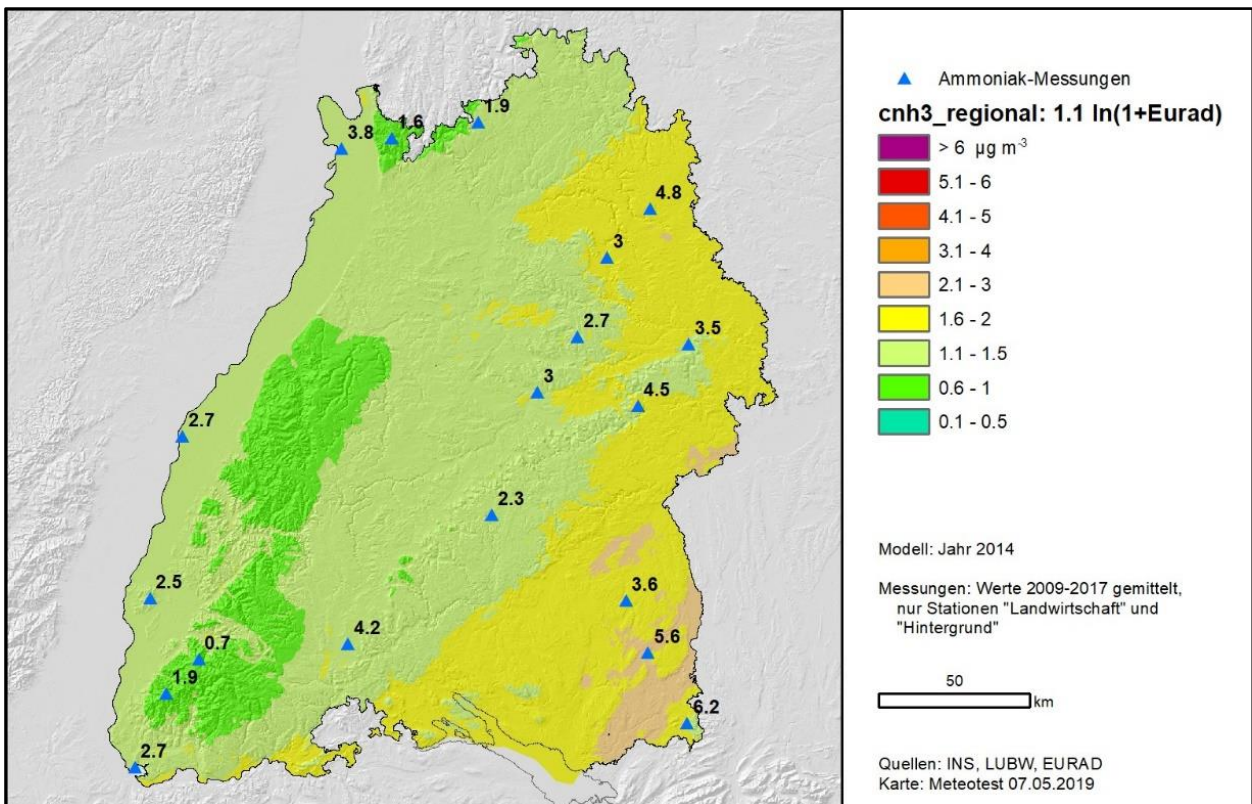 1.9
1.6
3.8
4.8
3
2.7
3.5
3
4.5
2.7
2.3
2.5
3.6
4.2
0.7
5.6
1.9
6.2
2.7
Ammoniak-Messungen
cnh3_regional: 1.1 ln(1+Eurad)
> 6 µg m⁻³
5.1 - 6
4.1 - 5
3.1 - 4
2.1 - 3
1.6 - 2
1.1 - 1.5
0.6 - 1
0.1 - 0.5
Modell: Jahr 2014
Messungen: Werte 2009-2017 gemittelt,
nur Stationen "Landwirtschaft" und
"Hintergrund"
50
km
Quellen: INS, LUBW, EURAD
Karte: Meteotest 07.05.2019